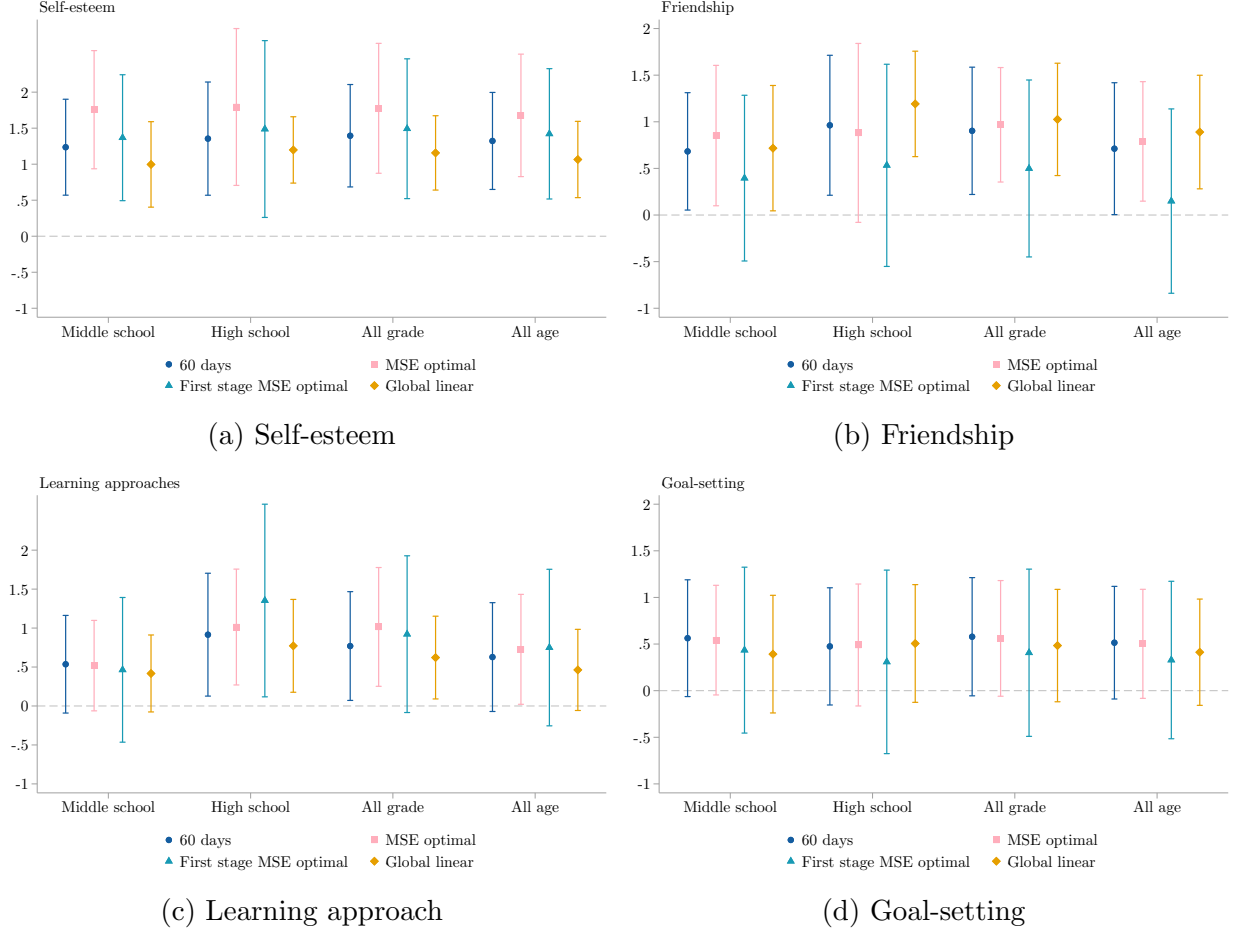 Self-esteem
2
1.5
1
.5
0
-.5
-1
Middle school High school All grade All age
60 days MSE optimal
First stage MSE optimal Global linear
(a) Self-esteem
Friendship
2
1.5
1
.5
0
-.5
-1
Middle school High school All grade All age
60 days MSE optimal
First stage MSE optimal Global linear
(b) Friendship
Learning approaches
2
1.5
1
.5
0
-.5
-1
Middle school High school All grade All age
60 days MSE optimal
First stage MSE optimal Global linear
(c) Learning approach
Goal-setting
2
1.5
1
.5
0
-.5
-1
Middle school High school All grade All age
60 days MSE optimal
First stage MSE optimal Global linear
(d) Goal-setting